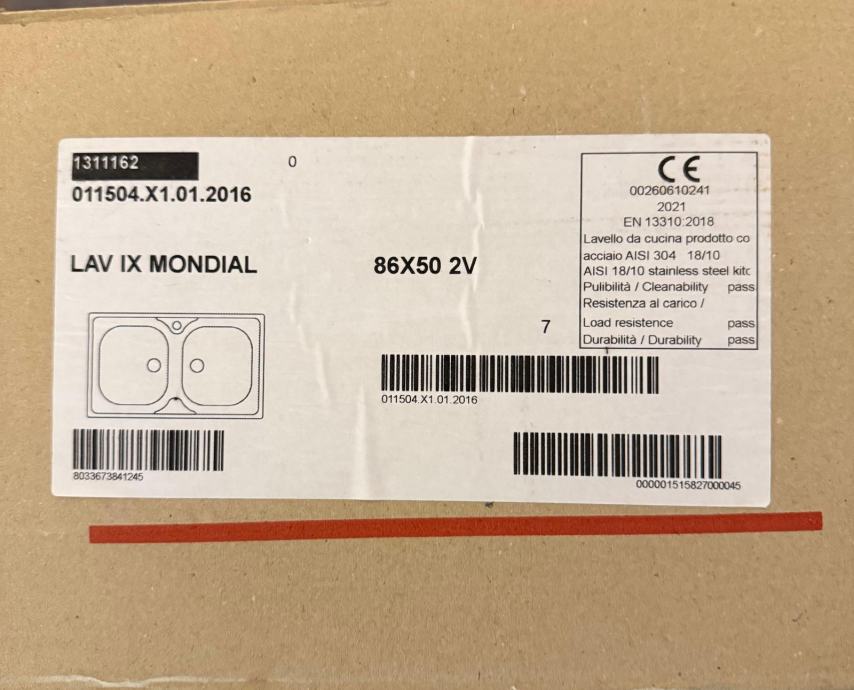 1311162
0
011504.X1.01.2016
LAV IX MONDIAL
86X50 2V
7
CE
00260610241
2021
EN 13310:2018
Lavello da cucina prodotto co
acciaio AISI 304 18/10
AISI 18/10 stainless steel kitc
Pulibilità / Cleanability pass
Resistenza al carico /
Load resistence pass
Durabilità / Durability pass
011504.X1.01.2016
8033673841245
000001515827000045